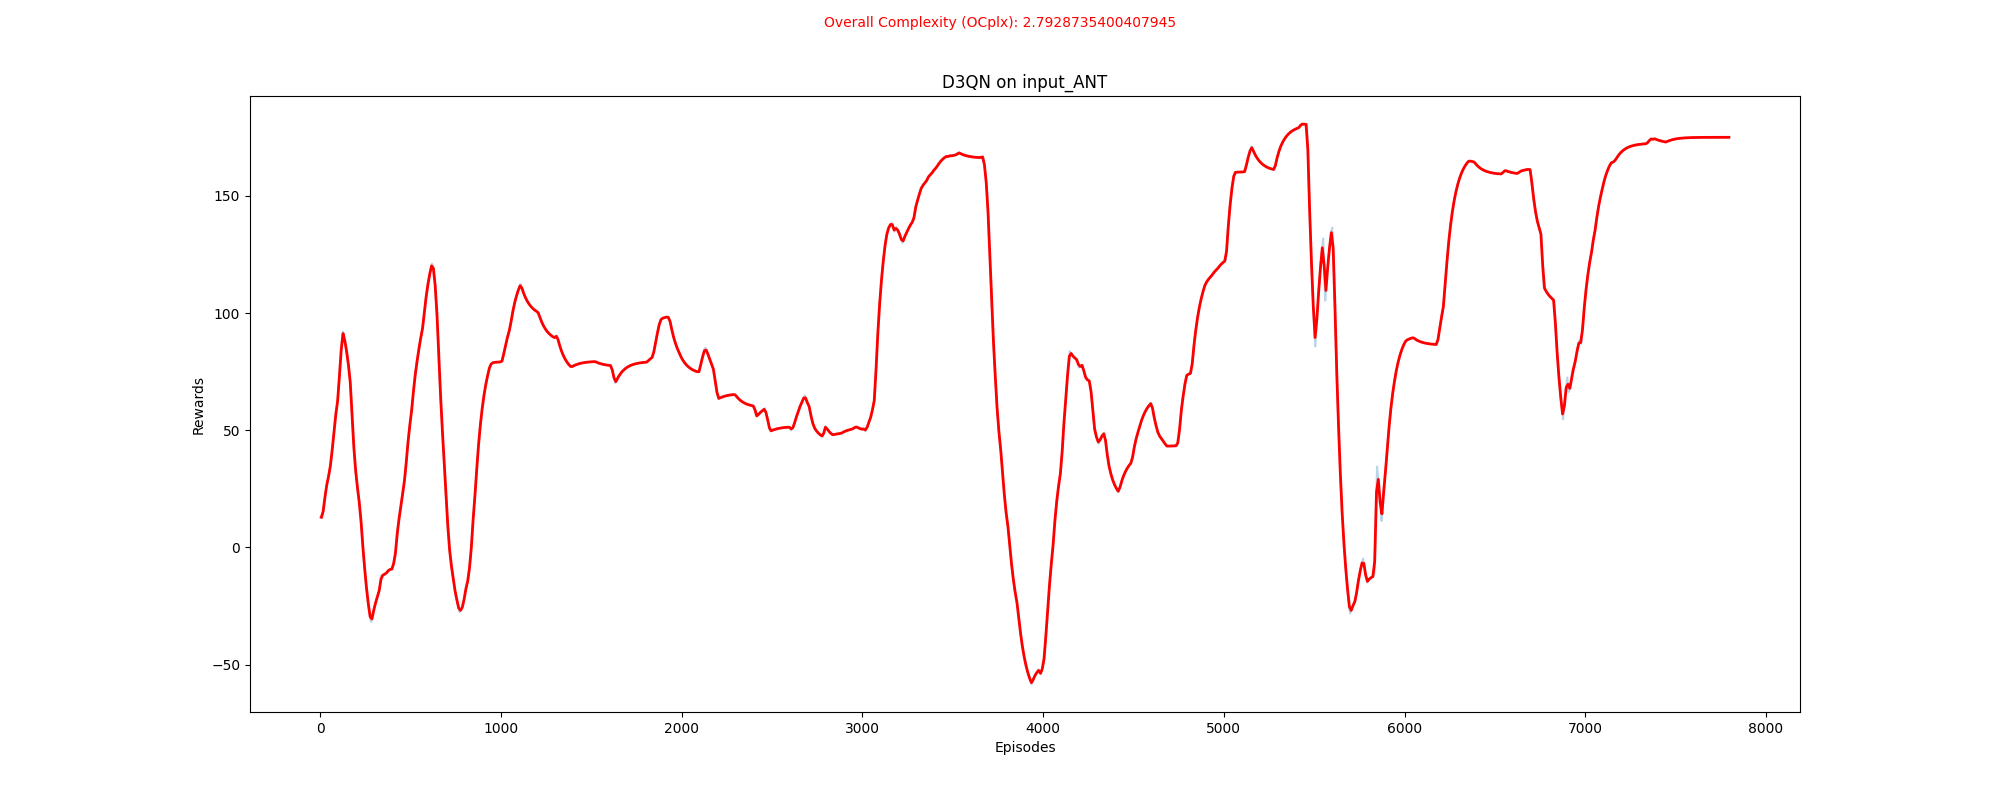 Overall Complexity (OCplx): 2.7928735400407945
D3QN on input_ANT
Rewards
150
100
50
0
−50
0 1000 2000 3000 4000 5000 6000 7000 8000
Episodes